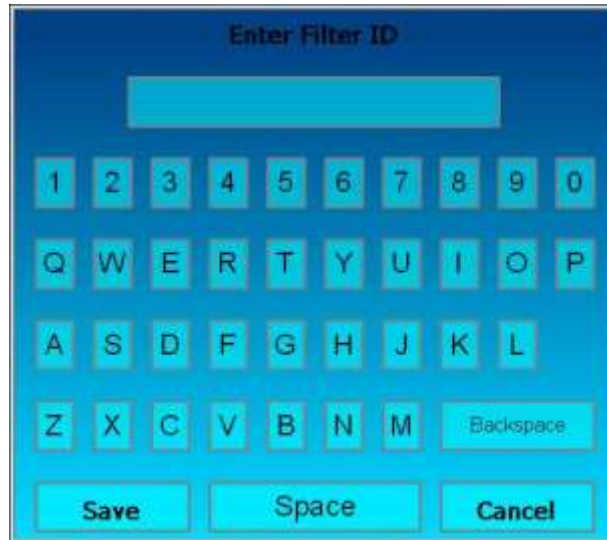 Enter Filter ID
1 2 3 4 5 6 7 8 9 0
Q W E R T Y U I O P
A S D F G H J K L
Z X C V B N M Backspace
Save Space Cancel